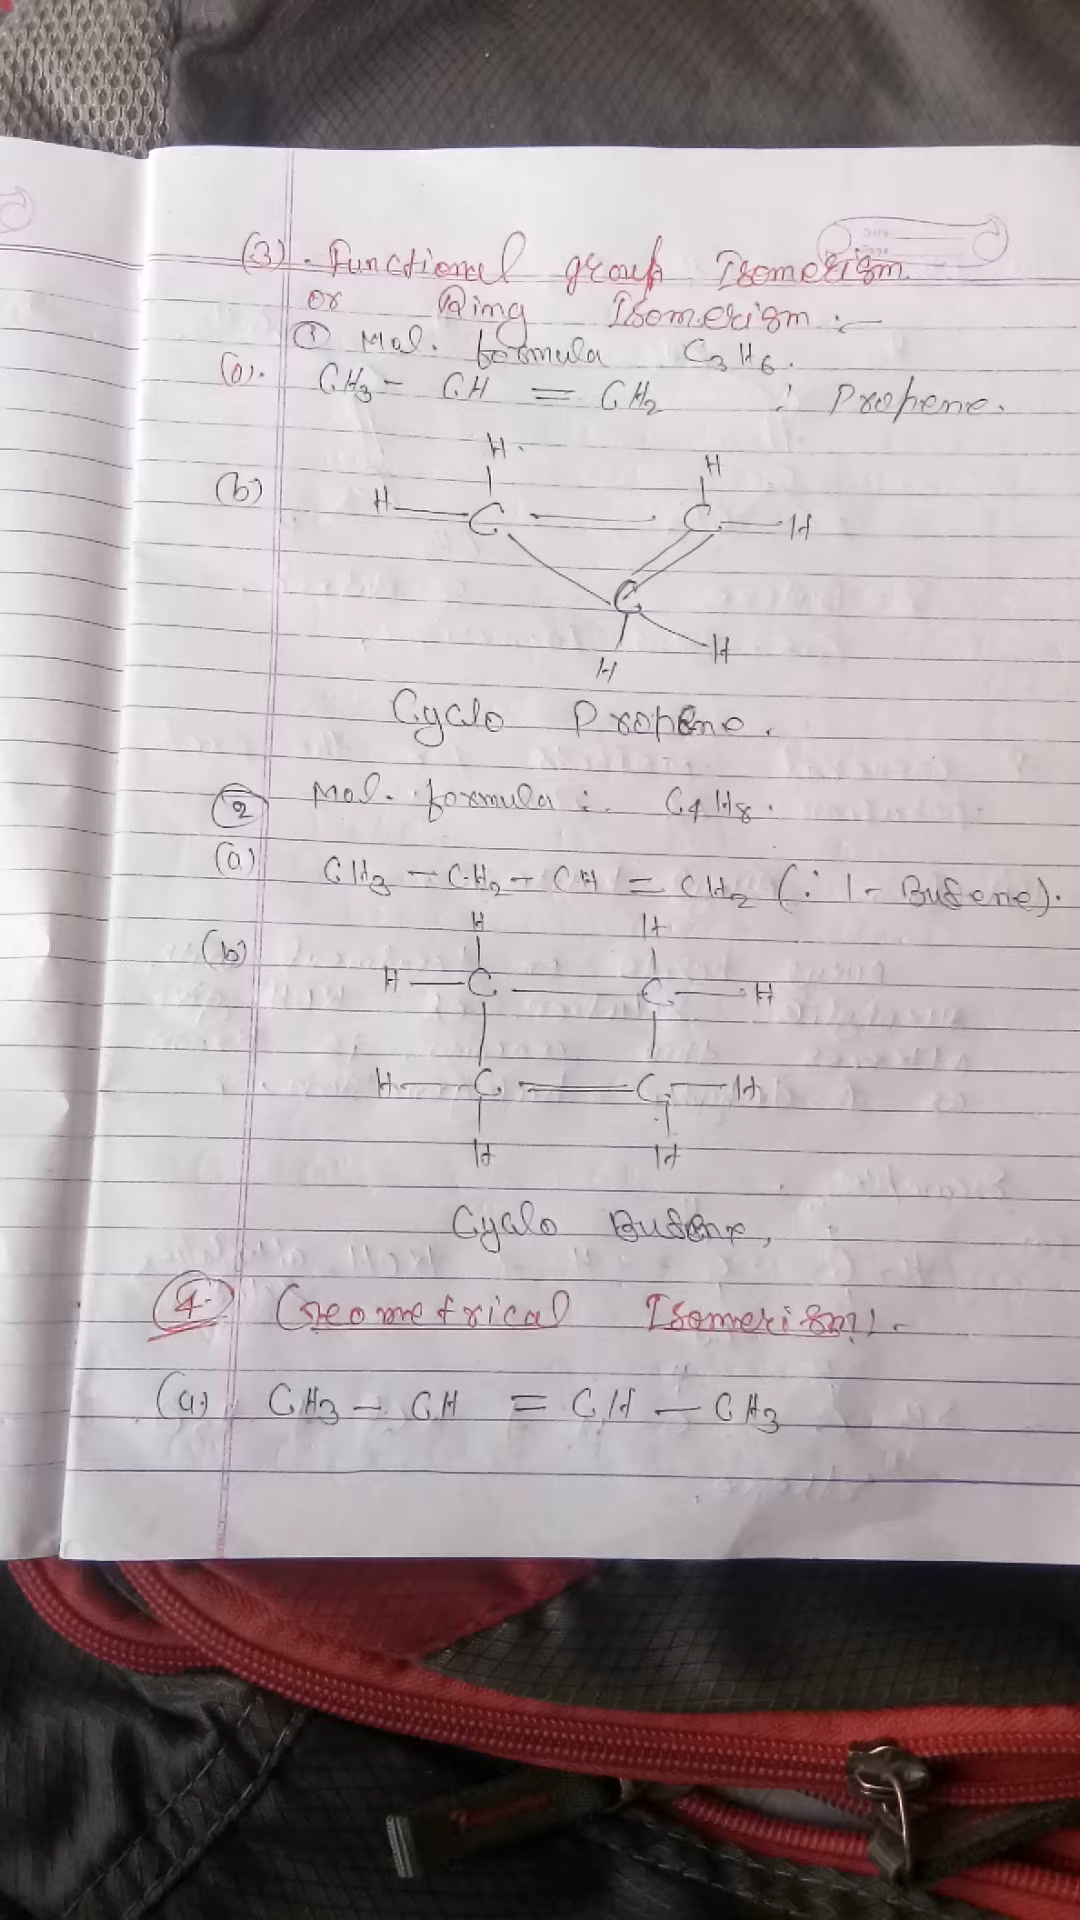 (3). Functional group Isomerism
or Ring Isomerism :-
① Mol. formula C3H6.
(a). CH3 - CH = CH2 : Propene.
H.
H
(b) H - C - C - H
C
H
H
Cyclo Propene.
② Mol. formula :. C4H8.
(a) CH3 - CH2 - CH = CH2 (: 1- Butene).
H H
(b) H - C - C - H
H - C = C - H
H H
Cyclo Butene,
4. Geometrical Isomerism :-
(a) CH3 - CH = CH - CH3